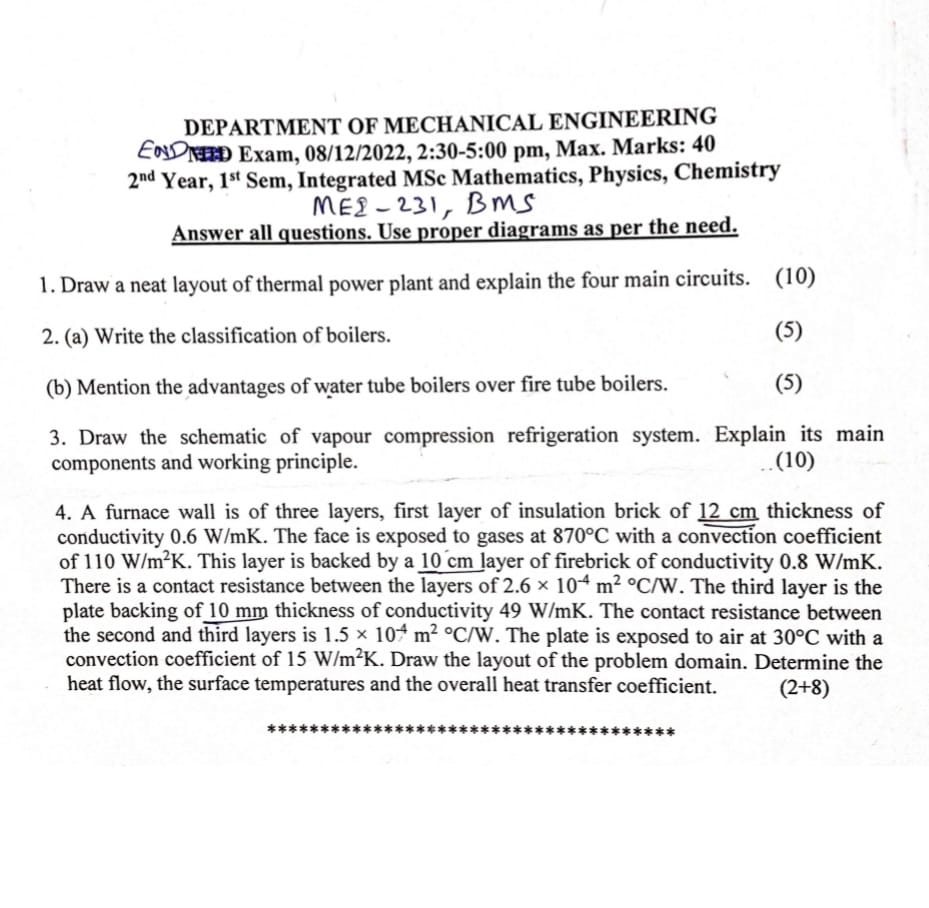 DEPARTMENT OF MECHANICAL ENGINEERING
END Exam, 08/12/2022, 2:30-5:00 pm, Max. Marks: 40
2nd Year, 1st Sem, Integrated MSc Mathematics, Physics, Chemistry
MES - 231, BMS
Answer all questions. Use proper diagrams as per the need.
1. Draw a neat layout of thermal power plant and explain the four main circuits. (10)
2. (a) Write the classification of boilers. (5)
(b) Mention the advantages of water tube boilers over fire tube boilers. (5)
3. Draw the schematic of vapour compression refrigeration system. Explain its main
components and working principle. (10)
4. A furnace wall is of three layers, first layer of insulation brick of 12 cm thickness of
conductivity 0.6 W/mK. The face is exposed to gases at 870°C with a convection coefficient
of 110 W/m²K. This layer is backed by a 10 cm layer of firebrick of conductivity 0.8 W/mK.
There is a contact resistance between the layers of 2.6 × 10⁻⁴ m² °C/W. The third layer is the
plate backing of 10 mm thickness of conductivity 49 W/mK. The contact resistance between
the second and third layers is 1.5 × 10⁻⁴ m² °C/W. The plate is exposed to air at 30°C with a
convection coefficient of 15 W/m²K. Draw the layout of the problem domain. Determine the
heat flow, the surface temperatures and the overall heat transfer coefficient. (2+8)
***************************************